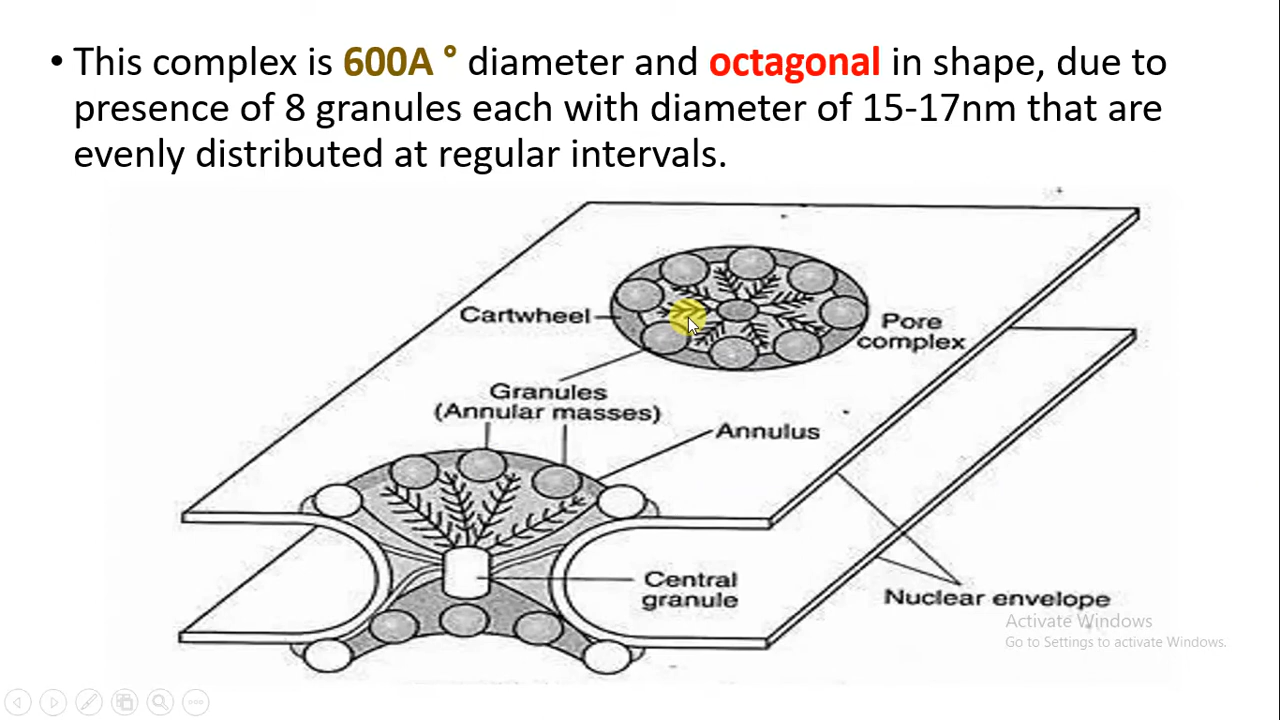 • This complex is 600A ° diameter and octagonal in shape, due to
presence of 8 granules each with diameter of 15-17nm that are
evenly distributed at regular intervals.
Cartwheel
Pore
complex
Granules
(Annular masses)
Annulus
Central
granule
Nuclear envelope
Activate Windows
Go to Settings to activate Windows.